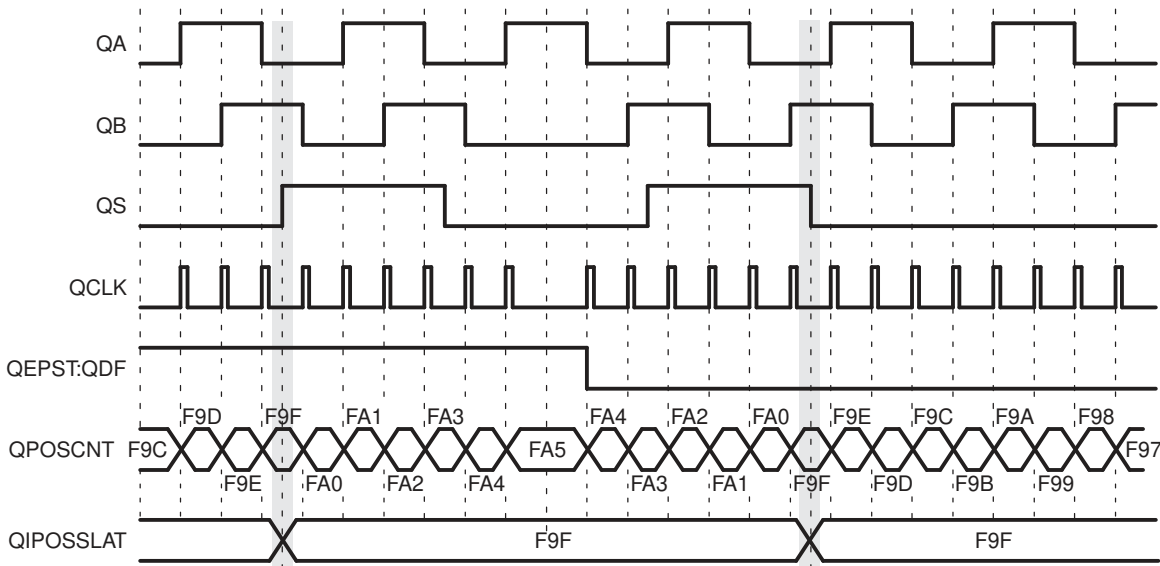 QA
QB
QS
QCLK
QEPST:QDF
F9D F9F FA1 FA3 FA4 FA2 FA0 F9E F9C F9A F98
QPOSCNT F9C FA5 F97
F9E FA0 FA2 FA4 FA3 FA1 F9F F9D F9B F99
QIPOSSLAT F9F F9F